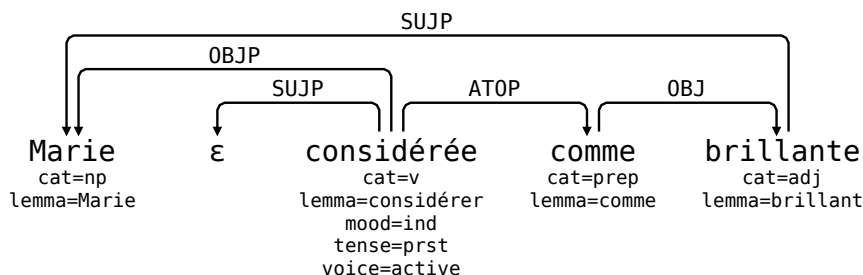 SUJP
OBJP
SUJP ATOP OBJ
Marie ε considérée comme brillante
cat=np cat=v cat=prep cat=adj
lemma=Marie lemma=considérer lemma=comme lemma=brillant
mood=ind
tense=prst
voice=active